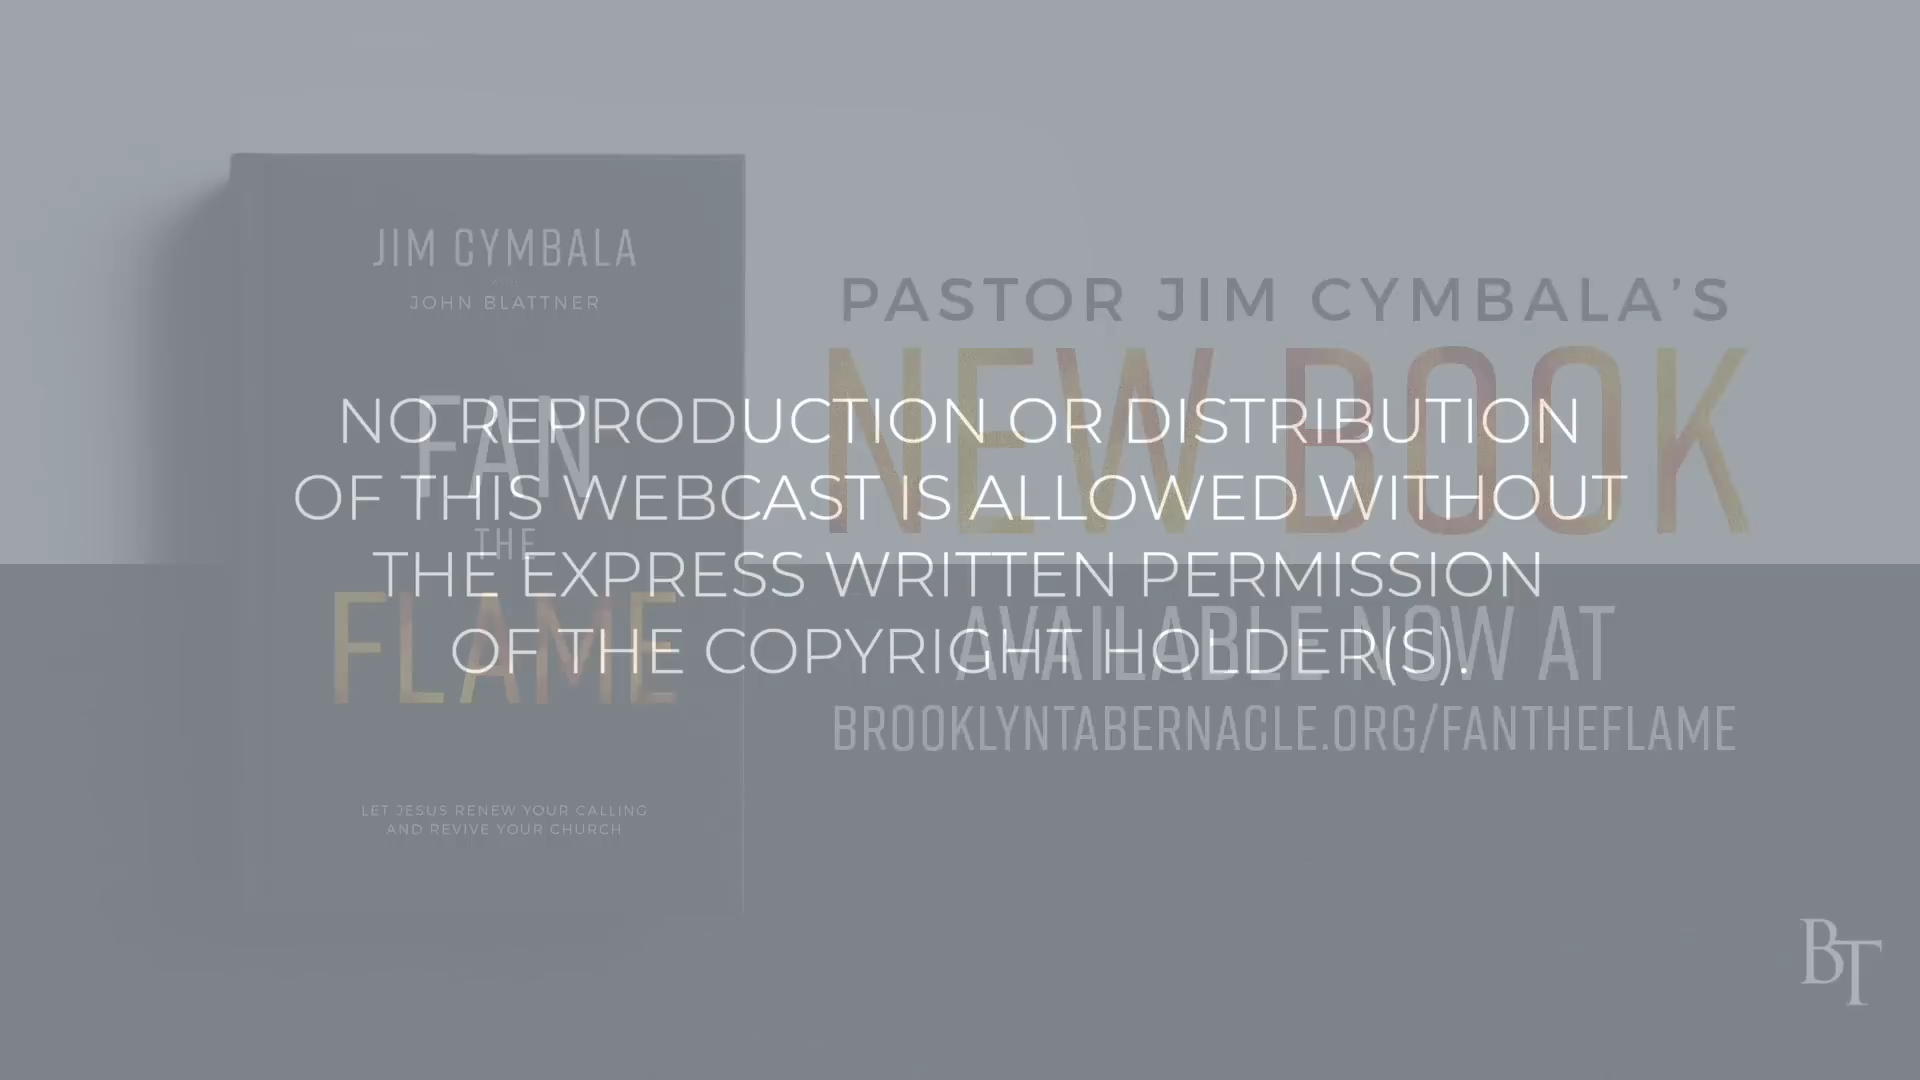 JIM CYMBALA
JOHN BLATTNER
FAN
THE
FLAME
LET JESUS RENEW YOUR CALLING
AND REVIVE YOUR CHURCH
PASTOR JIM CYMBALA'S
NEW BOOK
AVAILABLE NOW AT
BROOKLYNTABERNACLE.ORG/FANTHEFLAME
NO REPRODUCTION OR DISTRIBUTION
OF THIS WEBCAST IS ALLOWED WITHOUT
THE EXPRESS WRITTEN PERMISSION
OF THE COPYRIGHT HOLDER(S).
BT